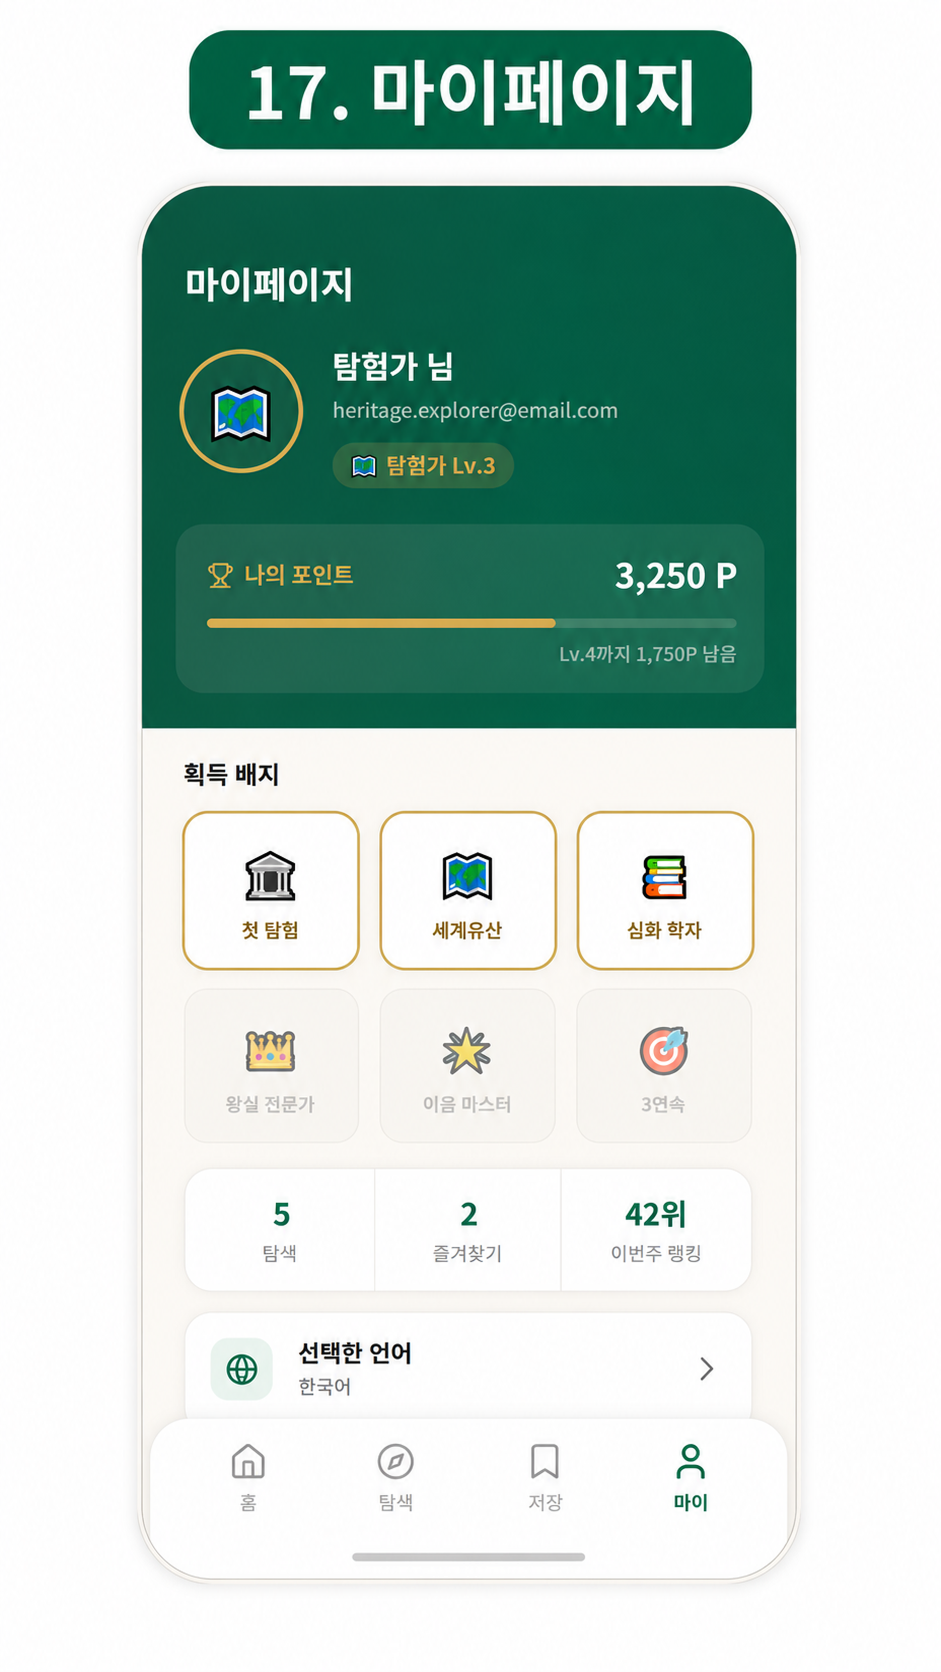 17. 마이페이지
마이페이지
탐험가 님
heritage.explorer@email.com
탐험가 Lv.3
나의 포인트
3,250 P
Lv.4까지 1,750P 남음
획득 배지
첫 탐험
세계유산
심화 학자
왕실 전문가
이음 마스터
3연속
5
탐색
2
즐겨찾기
42위
이번주 랭킹
선택한 언어
한국어
홈
탐색
저장
마이